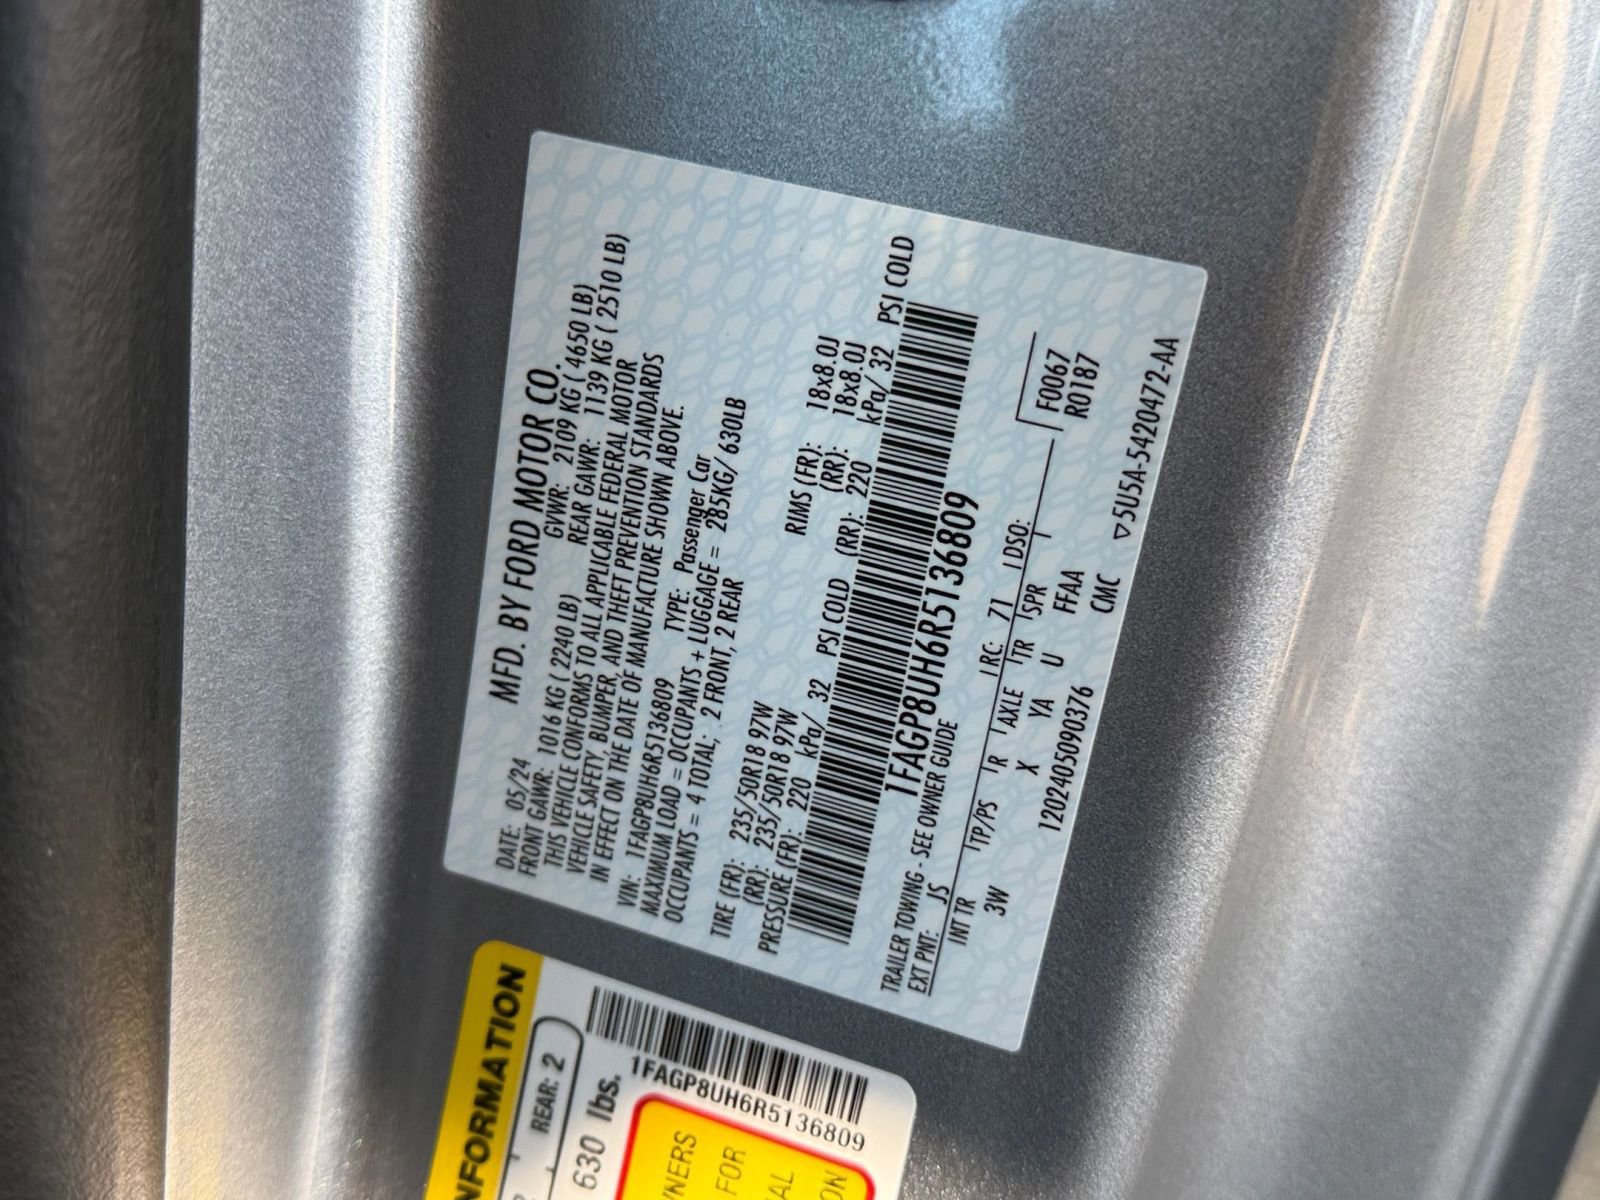 MFD. BY FORD MOTOR CO.
DATE: 05/24 GVWR: 2109 KG ( 4650 LB)
FRONT GAWR: 1016 KG ( 2240 LB) REAR GAWR: 1139 KG ( 2510 LB)
THIS VEHICLE CONFORMS TO ALL APPLICABLE FEDERAL MOTOR
VEHICLE SAFETY, BUMPER, AND THEFT PREVENTION STANDARDS
IN EFFECT ON THE DATE OF MANUFACTURE SHOWN ABOVE.
VIN: 1FAGP8UH6R5136809 TYPE: Passenger Car
MAXIMUM LOAD = OCCUPANTS + LUGGAGE = 285KG/ 630LB
OCCUPANTS = 4 TOTAL; 2 FRONT, 2 REAR
TIRE (FR): 235/50R18 97W RIMS (FR): 18x8.0J
(RR): 235/50R18 97W (RR): 18x8.0J
PRESSURE (FR): 220 kPa/ 32 PSI COLD (RR): 220 kPa/ 32 PSI COLD
1FAGP8UH6R5136809
TRAILER TOWING - SEE OWNER GUIDE
EXT PNT: JS RC: 71 DSO:
INT TR TP/PS R AXLE TR SPR F0067
3W X YA U R0187
FFAA
1202405090376 CMC
▽5U5A-5420472-AA
NFORMATION
REAR: 2
630 lbs.
1FAGP8UH6R5136809
NERS
FOR
AL
ON